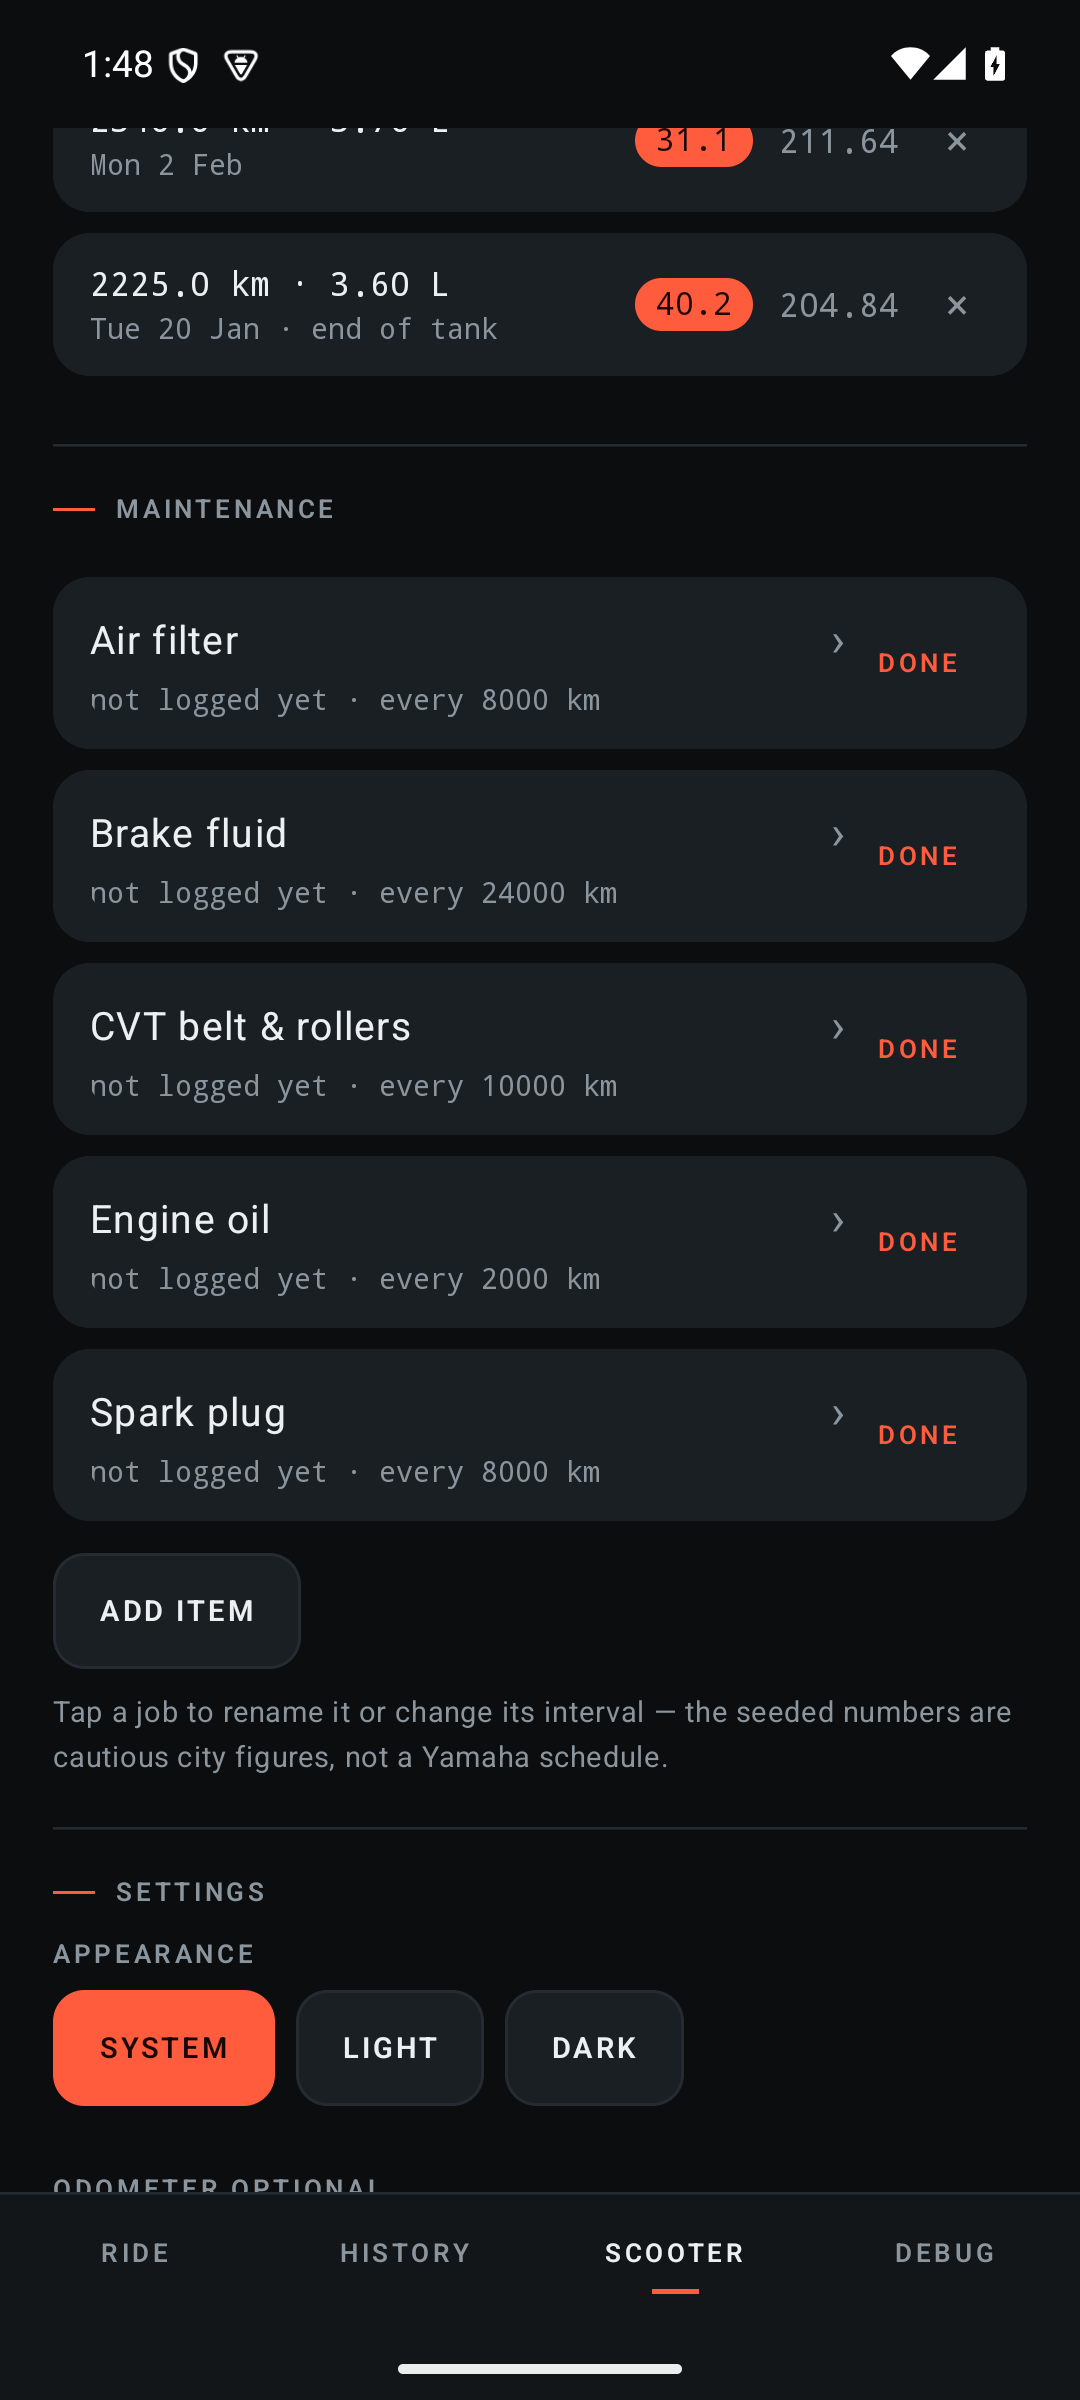 1:48
31.1 211.64 ×
Mon 2 Feb
2225.0 km · 3.60 L
40.2 204.84 ×
Tue 20 Jan · end of tank
MAINTENANCE
Air filter ›
DONE
not logged yet · every 8000 km
Brake fluid ›
DONE
not logged yet · every 24000 km
CVT belt & rollers ›
DONE
not logged yet · every 10000 km
Engine oil ›
DONE
not logged yet · every 2000 km
Spark plug ›
DONE
not logged yet · every 8000 km
ADD ITEM
Tap a job to rename it or change its interval — the seeded numbers are
cautious city figures, not a Yamaha schedule.
SETTINGS
APPEARANCE
SYSTEM LIGHT DARK
ODOMETER OPTIONAL
RIDE HISTORY SCOOTER DEBUG